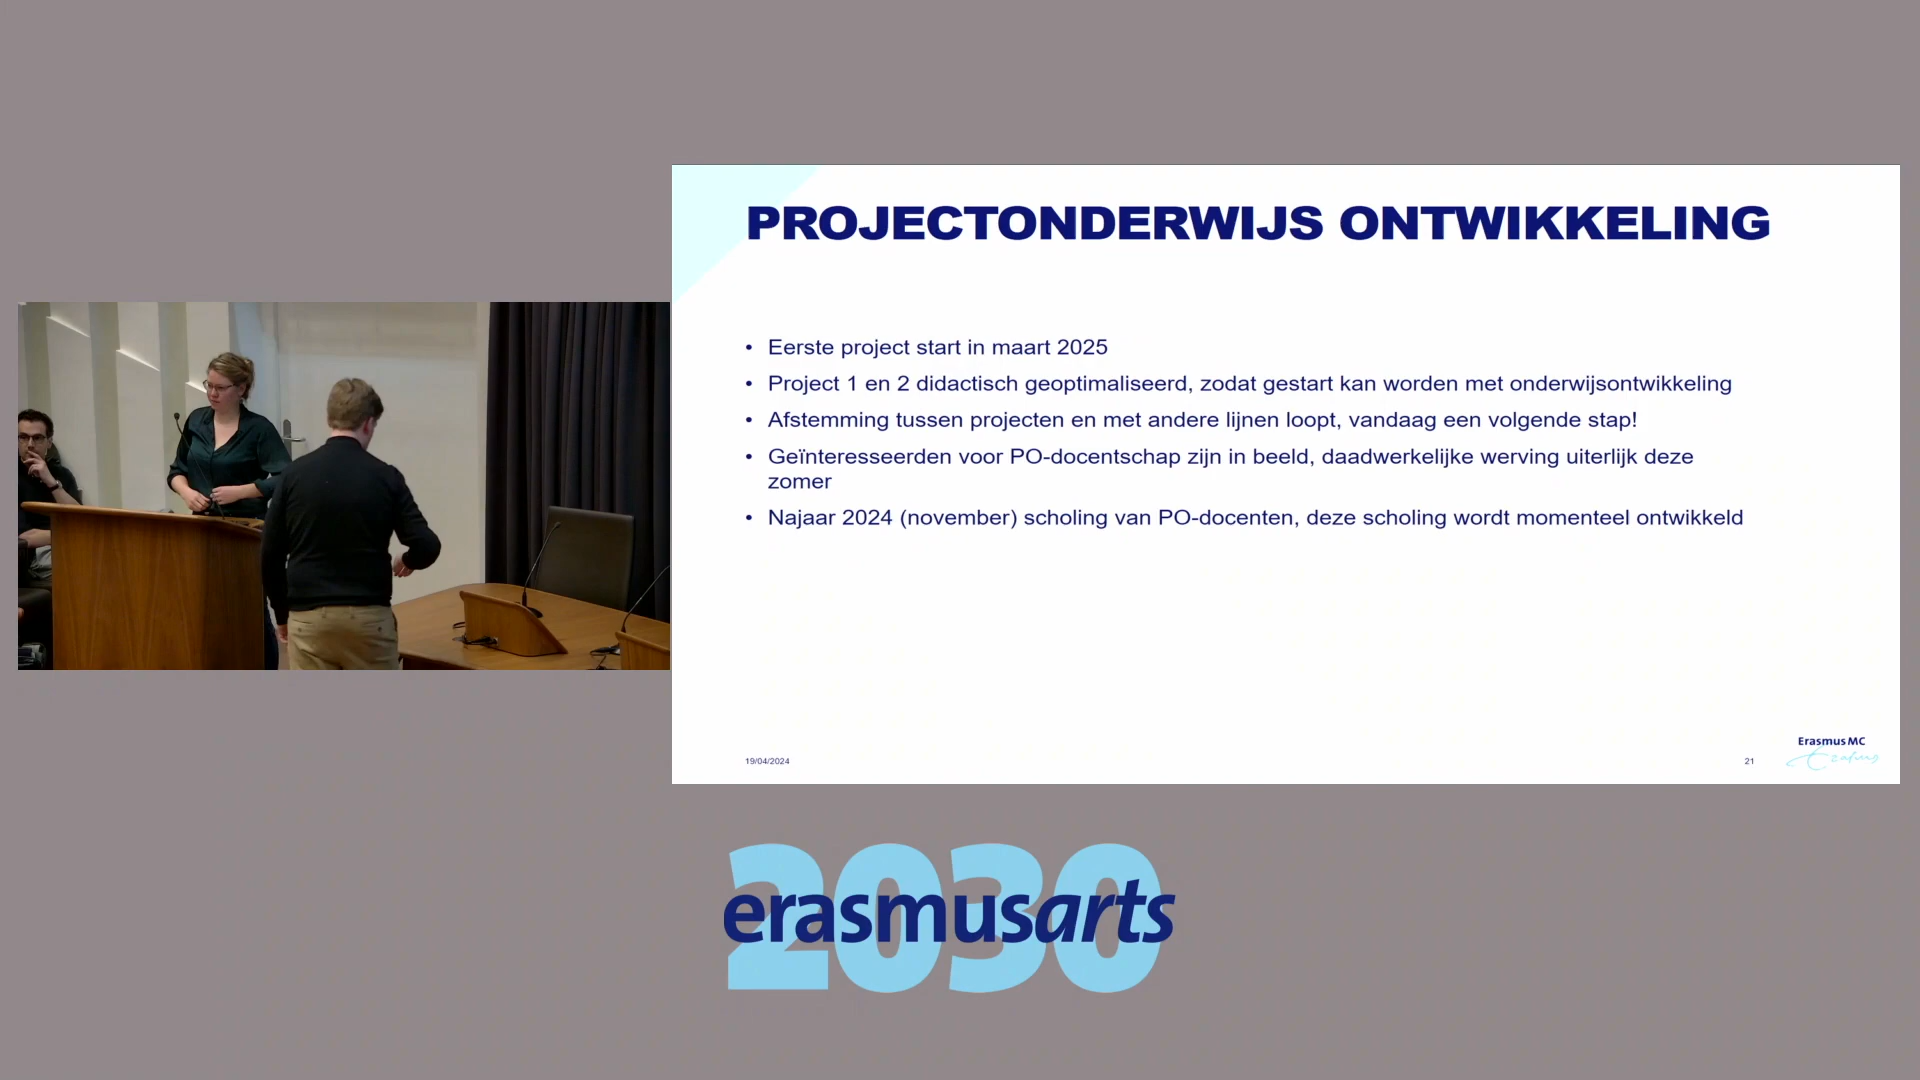 PROJECTONDERWIJS ONTWIKKELING
• Eerste project start in maart 2025
• Project 1 en 2 didactisch geoptimaliseerd, zodat gestart kan worden met onderwijsontwikkeling
• Afstemming tussen projecten en met andere lijnen loopt, vandaag een volgende stap!
• Geïnteresseerden voor PO-docentschap zijn in beeld, daadwerkelijke werving uiterlijk deze
zomer
• Najaar 2024 (november) scholing van PO-docenten, deze scholing wordt momenteel ontwikkeld
19/04/2024
21
Erasmus MC
Erasmus
2030
erasmusarts